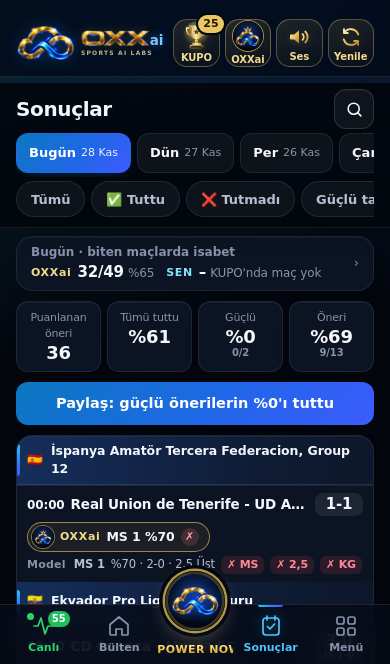 OXXai
SPORTS AI LABS
25
KUPO
OXXai
Ses
Yenile
Sonuçlar
Bugün 28 Kas
Dün 27 Kas
Per 26 Kas
Tümü
✅ Tuttu
❌ Tutmadı
Güçlü
Bugün · biten maçlarda isabet
OXXai 32/49 %65 SEN – KUPO'nda maç yok ›
Puanlanan öneri
36
Tümü tuttu
%61
Güçlü
%0
0/2
Öneri
%69
9/13
Paylaş: güçlü önerilerin %0'ı tuttu
İspanya Amatör Tercera Federacion, Group
12
00:00 Real Union de Tenerife - UD A... 1-1
OXXai MS 1 %70 ✗
Model MS 1 %70 · 2-0 · 2.5 Üst ✗ MS ✗ 2,5 ✗ KG
Ekvador Pro
55
Canlı
Bülten
POWER NOW
Sonuçlar
Menü